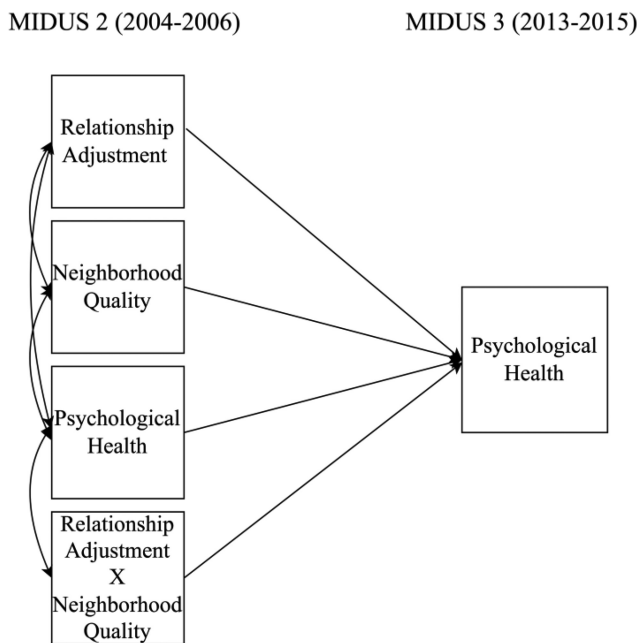 MIDUS 2 (2004-2006)
MIDUS 3 (2013-2015)
Relationship
Adjustment
Neighborhood
Quality
Psychological
Health
Relationship
Adjustment
X
Neighborhood
Quality
Psychological
Health